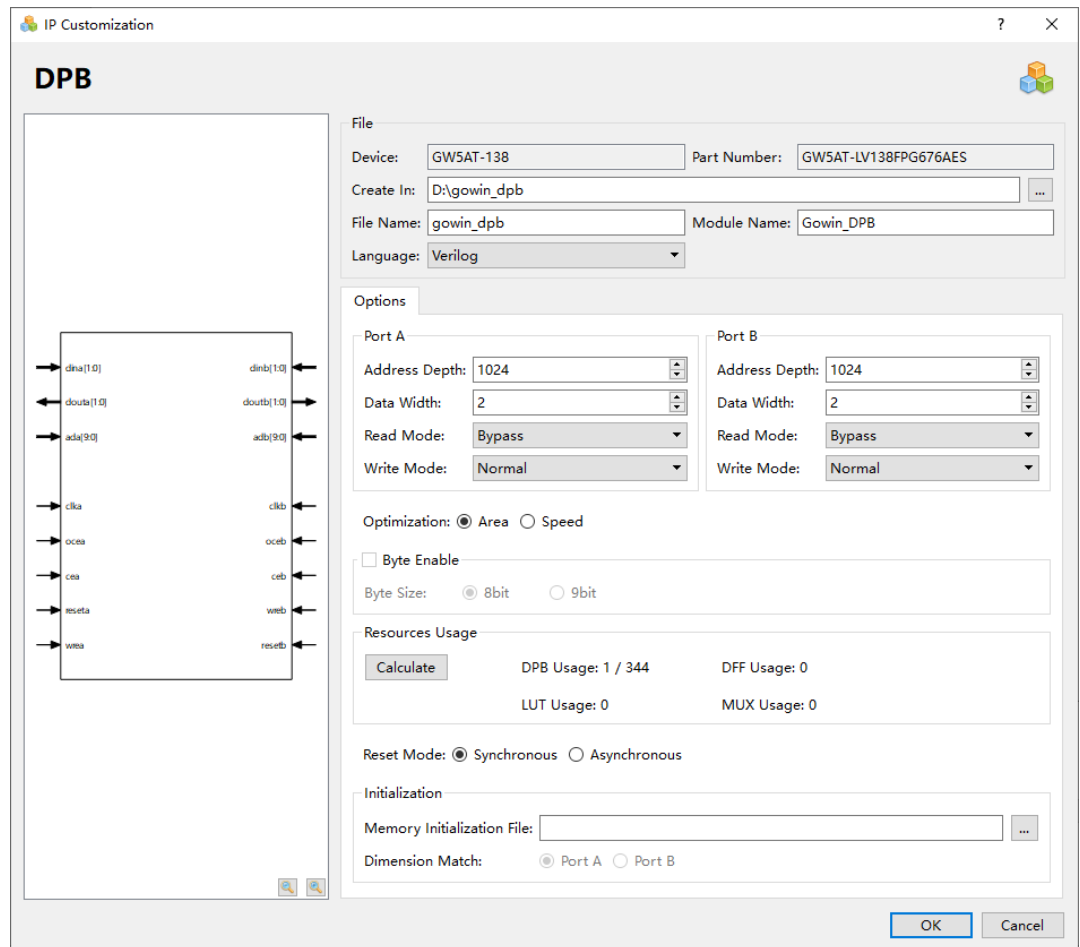 IP Customization
? ×
DPB
File
Device: GW5AT-138 Part Number: GW5AT-LV138FPG676AES
Create In: D:\gowin_dpb ...
File Name: gowin_dpb Module Name: Gowin_DPB
Language: Verilog
Options
Port A Port B
Address Depth: 1024 Address Depth: 1024
Data Width: 2 Data Width: 2
Read Mode: Bypass Read Mode: Bypass
Write Mode: Normal Write Mode: Normal
Optimization: Area Speed
Byte Enable
Byte Size: 8bit 9bit
Resources Usage
Calculate DPB Usage: 1 / 344 DFF Usage: 0
LUT Usage: 0 MUX Usage: 0
Reset Mode: Synchronous Asynchronous
Initialization
Memory Initialization File: ...
Dimension Match: Port A Port B
dina[1:0] dinb[1:0]
douta[1:0] doutb[1:0]
ada[9:0] adb[9:0]
clka clkb
ocea oceb
cea ceb
reseta wreb
wrea resetb
OK Cancel